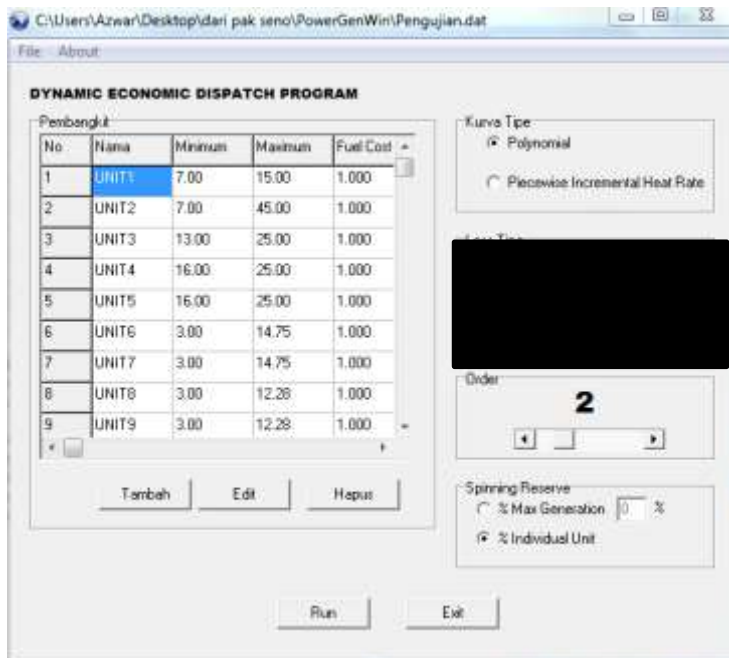 C:\Users\Azwar\Desktop\dari pak seno\PowerGenWin\Pengujian.dat
File About
DYNAMIC ECONOMIC DISPATCH PROGRAM
Pembangkit
No Nama Minimum Maximum Fuel Cost
1 UNIT1 7.00 15.00 1.000
2 UNIT2 7.00 45.00 1.000
3 UNIT3 13.00 25.00 1.000
4 UNIT4 16.00 25.00 1.000
5 UNIT5 16.00 25.00 1.000
6 UNIT6 3.00 14.75 1.000
7 UNIT7 3.00 14.75 1.000
8 UNIT8 3.00 12.28 1.000
9 UNIT9 3.00 12.28 1.000
Tambah Edit Hapus
Kurva Tipe
Polynomial
Piecewise Incremental Heat Rate
Order
2
Spinning Reserve
% Max Generation 0 %
% Individual Unit
Run Exit